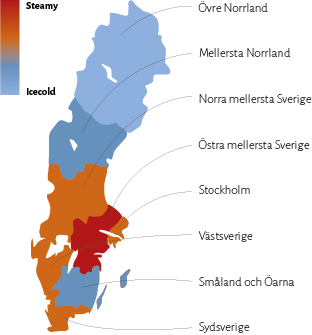 Steamy
Icecold
Övre Norrland
Mellersta Norrland
Norra mellersta Sverige
Östra mellersta Sverige
Stockholm
Västsverige
Småland och Öarna
Sydsverige